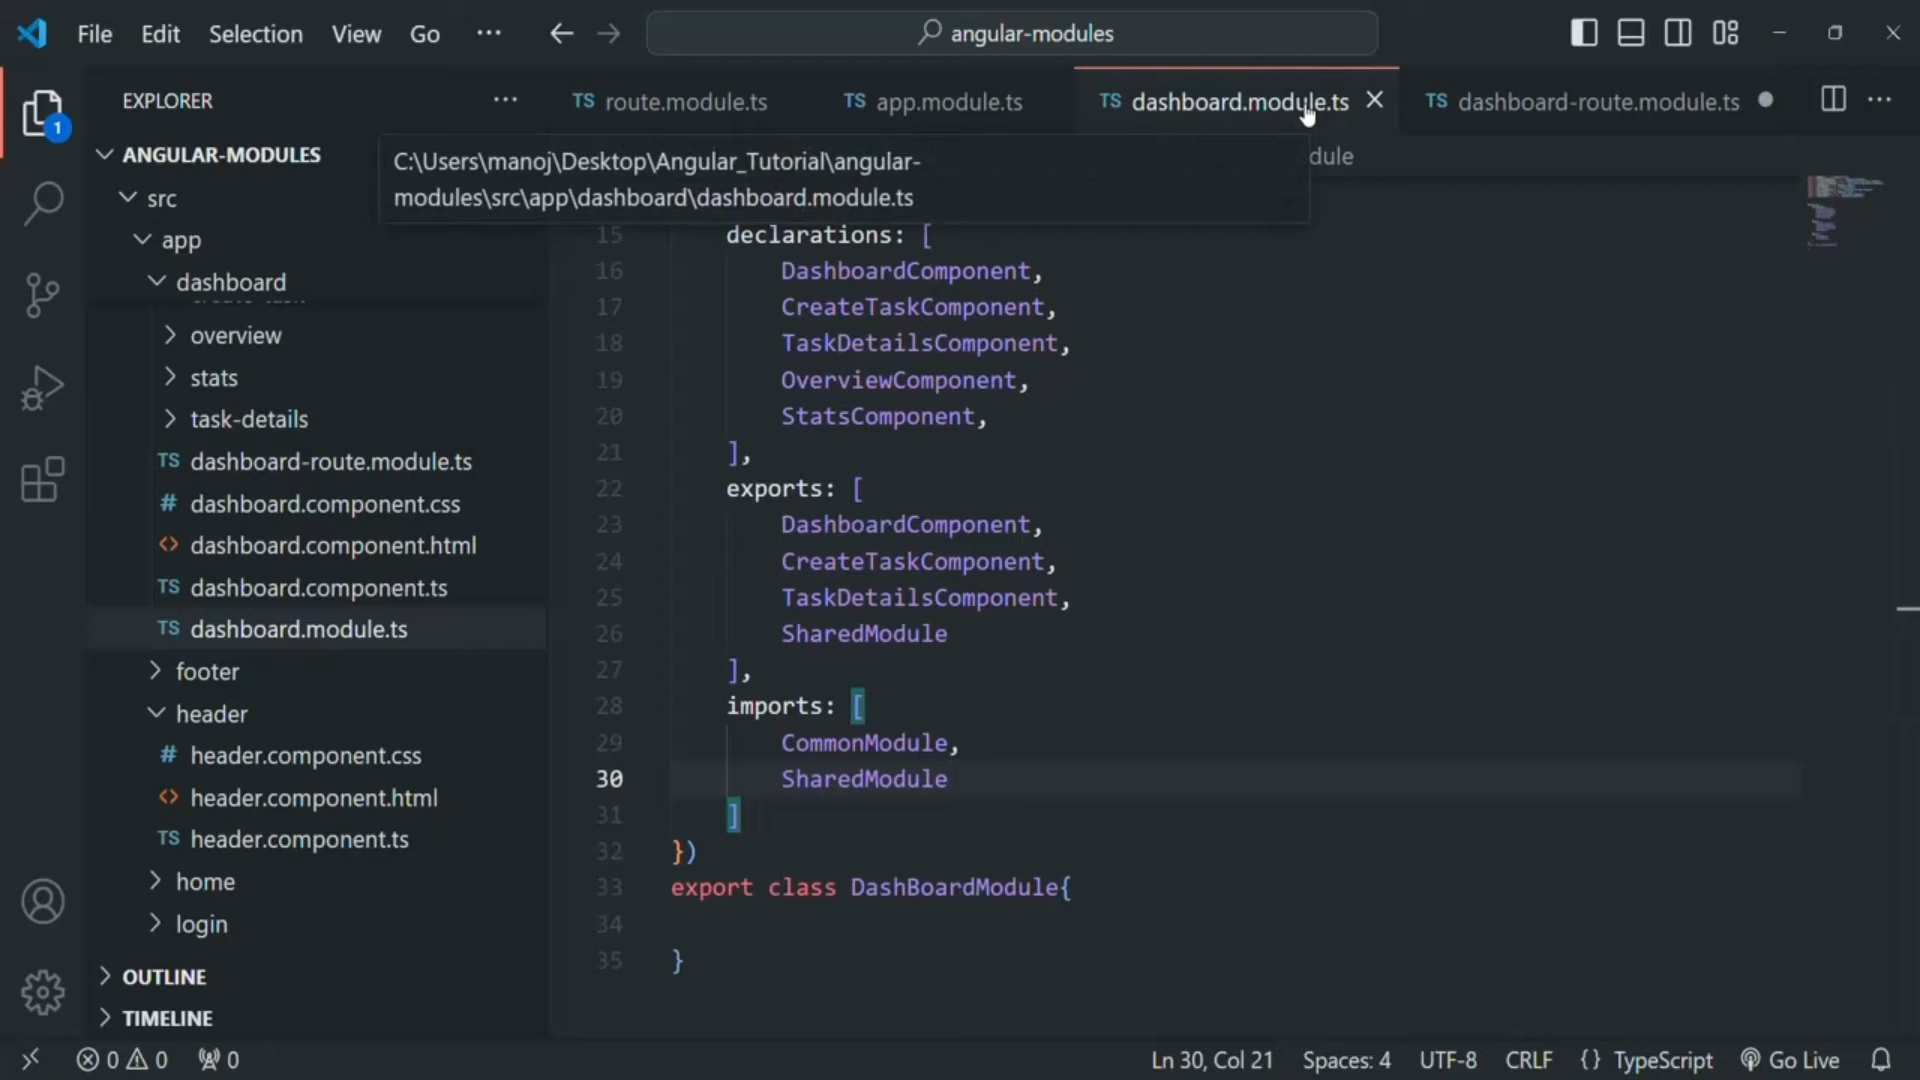 File Edit Selection View Go ··· angular-modules
EXPLORER ···
ANGULAR-MODULES
src
app
dashboard
overview
stats
task-details
TS dashboard-route.module.ts
# dashboard.component.css
<> dashboard.component.html
TS dashboard.component.ts
TS dashboard.module.ts
footer
header
# header.component.css
<> header.component.html
TS header.component.ts
home
login
OUTLINE
TIMELINE
1
TS route.module.ts TS app.module.ts TS dashboard.module.ts TS dashboard-route.module.ts ···
C:\Users\manoj\Desktop\Angular_Tutorial\angular-
modules\src\app\dashboard\dashboard.module.ts
dule
15 declarations: [
16 DashboardComponent,
17 CreateTaskComponent,
18 TaskDetailsComponent,
19 OverviewComponent,
20 StatsComponent,
21 ],
22 exports: [
23 DashboardComponent,
24 CreateTaskComponent,
25 TaskDetailsComponent,
26 SharedModule
27 ],
28 imports: [
29 CommonModule,
30 SharedModule
31 ]
32 })
33 export class DashBoardModule{
34
35 }
0 0 0 Ln 30, Col 21 Spaces: 4 UTF-8 CRLF {} TypeScript Go Live